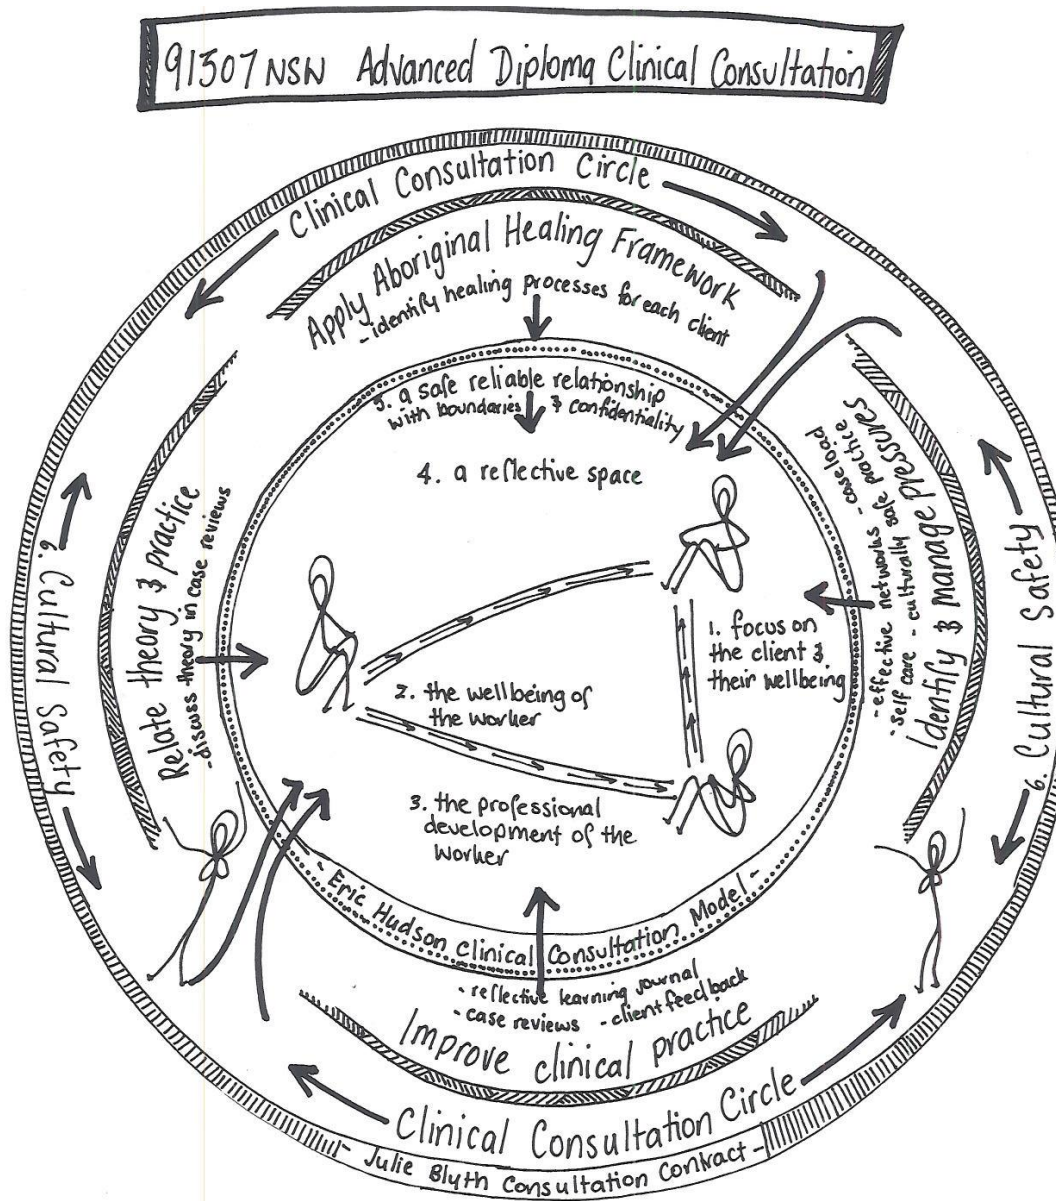 91507 NSW Advanced Diploma Clinical Consultation
Clinical Consultation Circle
Apply Aboriginal Healing Framework
- identify healing processes for each client
5. a safe reliable relationship
with boundaries & confidentiality
4. a reflective space
1. focus on
the client &
their wellbeing
2. the wellbeing of
the worker
3. the professional
development of the
worker
- Eric Hudson Clinical Consultation Model -
Relate theory & practice
- discuss theory in case reviews
- effective networks - caseload
- self care - culturally safe practice
Identify & manage pressures
6. Cultural Safety
6. Cultural Safety
- reflective learning journal
- case reviews - client feedback
Improve clinical practice
Clinical Consultation Circle
- Julie Blyth Consultation Contract -